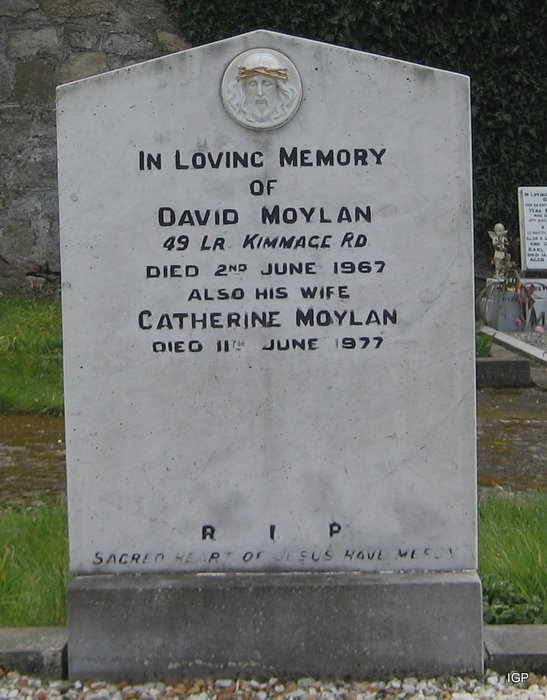 IN LOVING MEMORY
OF
DAVID MOYLAN
49 LR. KIMMAGE RD
DIED 2ND JUNE 1967
ALSO HIS WIFE
CATHERINE MOYLAN
DIED 11TH JUNE 1977
R I P
SACRED HEART OF JESUS HAVE MERCY
IGP